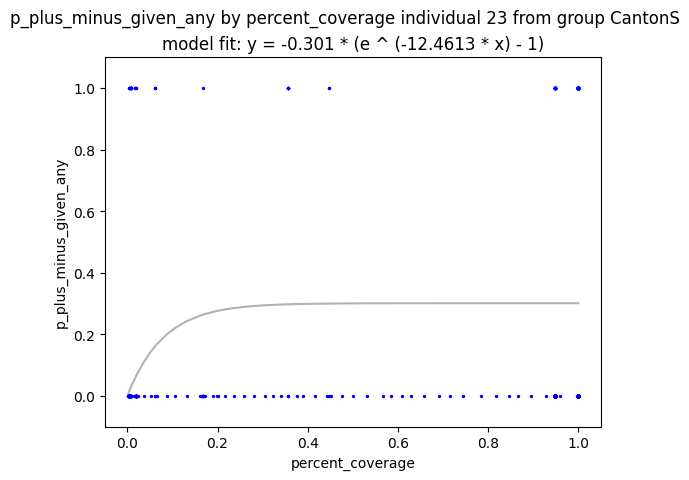 p_plus_minus_given_any by percent_coverage individual 23 from group CantonS
model fit: y = -0.301 * (e ^ (-12.4613 * x) - 1)
1.0
0.8
0.6
0.4
0.2
0.0
p_plus_minus_given_any
0.0 0.2 0.4 0.6 0.8 1.0
percent_coverage